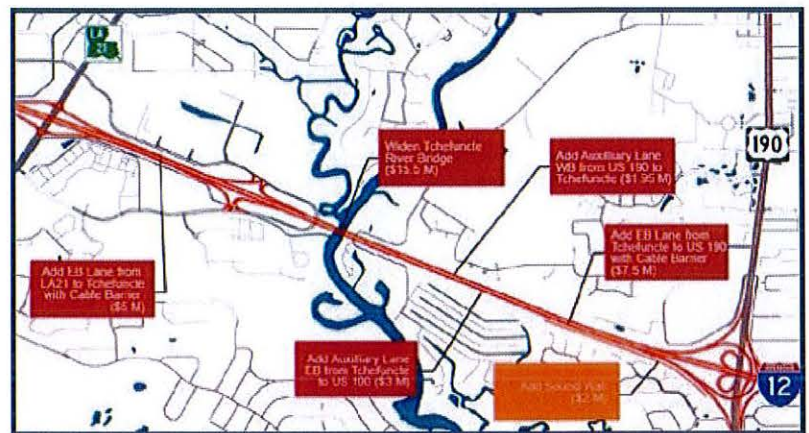 LA
21
Widen Tchefuncte
River Bridge
($15.5 M)
Add Auxiliary Lane
WB from US 190 to
Tchefuncte ($1.95 M)
190
Add EB Lane from
Tchefuncte to US 190
with Cable Barrier
($7.5 M)
Add EB Lane from
LA21 to Tchefuncte
with Cable Barrier
($5 M)
Add Auxiliary Lane
EB from Tchefuncte
to US 190 ($3 M)
Add Sound Wall
($2 M)
12